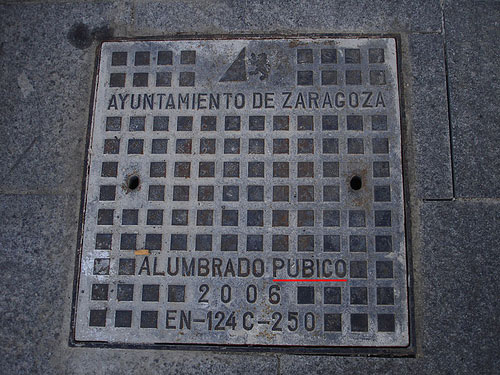 AYUNTAMIENTO DE ZARAGOZA
ALUMBRADO PUBICO
2006
EN-124 C-250